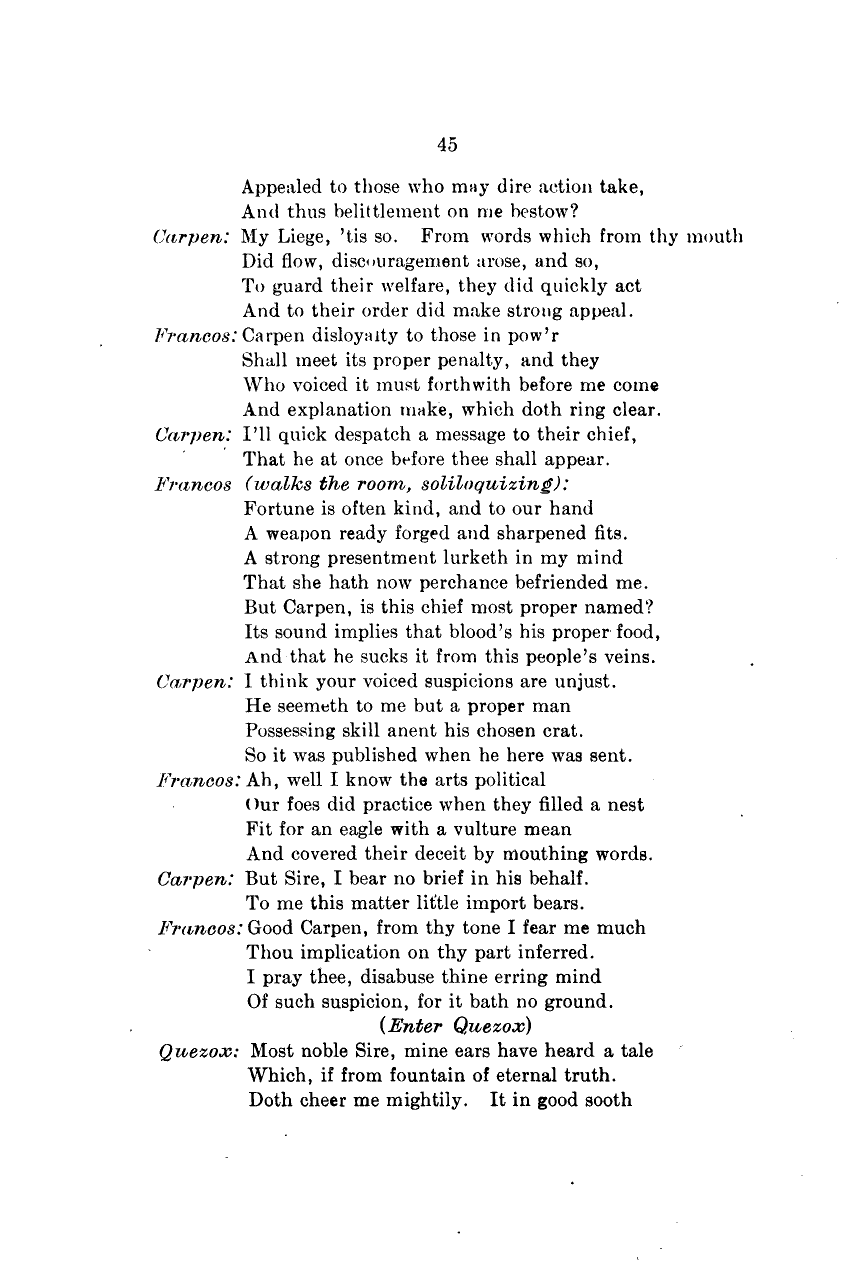 45
Appealed to those who may dire action take,
And thus belittlement on me bestow?
Carpen: My Liege, 'tis so. From words which from thy mouth
Did flow, discouragement arose, and so,
To guard their welfare, they did quickly act
And to their order did make strong appeal.
Francos: Carpen disloyalty to those in pow'r
Shall meet its proper penalty, and they
Who voiced it must forthwith before me come
And explanation make, which doth ring clear.
Carpen: I'll quick despatch a message to their chief,
That he at once before thee shall appear.
Francos (walks the room, soliloquizing):
Fortune is often kind, and to our hand
A weapon ready forged and sharpened fits.
A strong presentment lurketh in my mind
That she hath now perchance befriended me.
But Carpen, is this chief most proper named?
Its sound implies that blood's his proper food,
And that he sucks it from this people's veins.
Carpen: I think your voiced suspicions are unjust.
He seemeth to me but a proper man
Possessing skill anent his chosen crat.
So it was published when he here was sent.
Francos: Ah, well I know the arts political
Our foes did practice when they filled a nest
Fit for an eagle with a vulture mean
And covered their deceit by mouthing words.
Carpen: But Sire, I bear no brief in his behalf.
To me this matter little import bears.
Francos: Good Carpen, from thy tone I fear me much
Thou implication on thy part inferred.
I pray thee, disabuse thine erring mind
Of such suspicion, for it bath no ground.
(Enter Quezox)
Quezox: Most noble Sire, mine ears have heard a tale
Which, if from fountain of eternal truth.
Doth cheer me mightily. It in good sooth